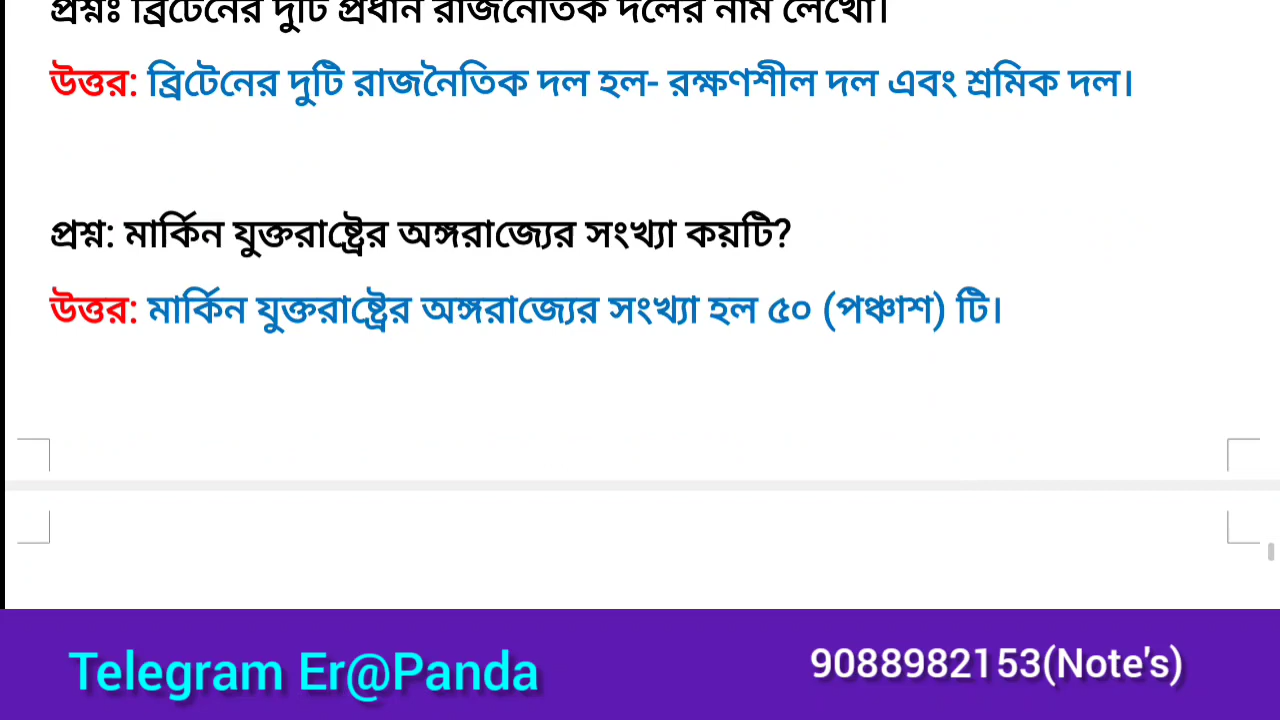 প্রশ্নঃ ব্রিটেনের দুটি প্রধান রাজনৈতিক দলের নাম লেখো।
উত্তর: ব্রিটেনের দুটি রাজনৈতিক দল হল- রক্ষণশীল দল এবং শ্রমিক দল।
প্রশ্ন: মার্কিন যুক্তরাষ্ট্রের অঙ্গরাজ্যের সংখ্যা কয়টি?
উত্তর: মার্কিন যুক্তরাষ্ট্রের অঙ্গরাজ্যের সংখ্যা হল ৫০ (পঞ্চাশ) টি।
Telegram Er@Panda
9088982153(Note's)